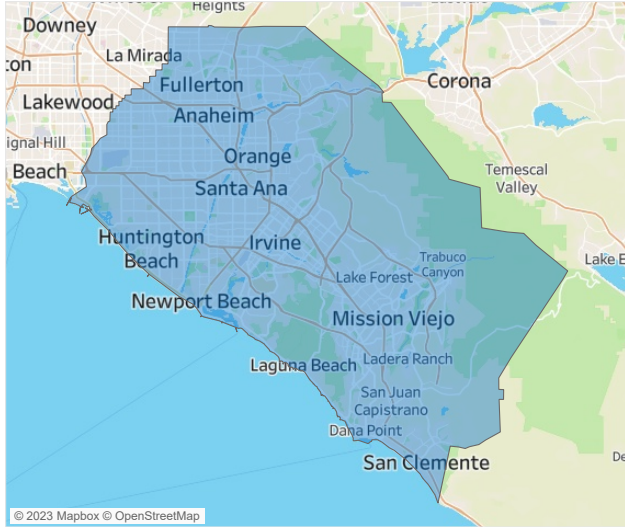 Heights
Downey
La Mirada
ton
Corona
Fullerton
Lakewood
Anaheim
ignal Hill
Orange
Beach
Temescal
Valley
Santa Ana
Huntington
Beach
Irvine
Trabuco
Canyon
Lake E
Lake Forest
Newport Beach
Mission Viejo
Laguna Beach
Ladera Ranch
San Juan
Capistrano
Dana Point
San Clemente
De
© 2023 Mapbox © OpenStreetMap